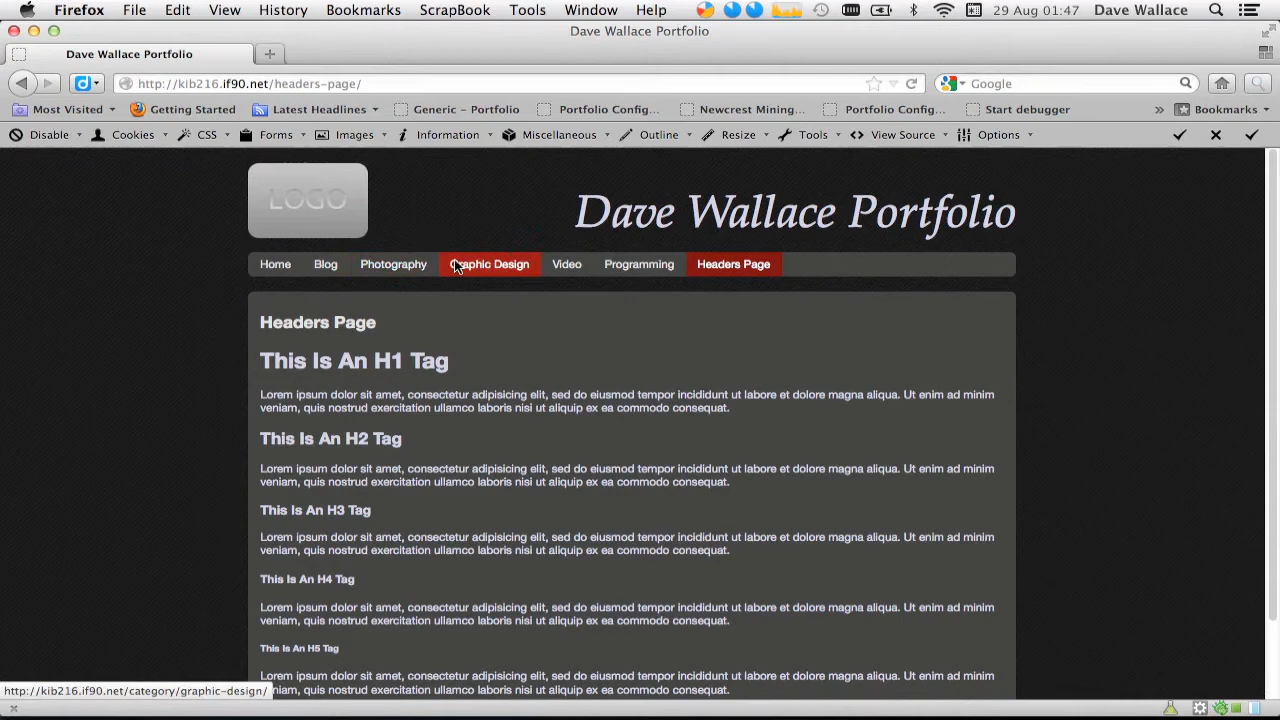 Firefox File Edit View History Bookmarks ScrapBook Tools Window Help 29 Aug 01:47 Dave Wallace
Dave Wallace Portfolio
Dave Wallace Portfolio
http://kib216.if90.net/headers-page/ Google
Most Visited Getting Started Latest Headlines Generic – Portfolio Portfolio Config... Newcrest Mining... Portfolio Config... Start debugger » Bookmarks
Disable Cookies CSS Forms Images Information Miscellaneous Outline Resize Tools View Source Options
LOGO
Dave Wallace Portfolio
Home Blog Photography Graphic Design Video Programming Headers Page
Headers Page
This Is An H1 Tag
Lorem ipsum dolor sit amet, consectetur adipisicing elit, sed do eiusmod tempor incididunt ut labore et dolore magna aliqua. Ut enim ad minim
veniam, quis nostrud exercitation ullamco laboris nisi ut aliquip ex ea commodo consequat.
This Is An H2 Tag
Lorem ipsum dolor sit amet, consectetur adipisicing elit, sed do eiusmod tempor incididunt ut labore et dolore magna aliqua. Ut enim ad minim
veniam, quis nostrud exercitation ullamco laboris nisi ut aliquip ex ea commodo consequat.
This Is An H3 Tag
Lorem ipsum dolor sit amet, consectetur adipisicing elit, sed do eiusmod tempor incididunt ut labore et dolore magna aliqua. Ut enim ad minim
veniam, quis nostrud exercitation ullamco laboris nisi ut aliquip ex ea commodo consequat.
This Is An H4 Tag
Lorem ipsum dolor sit amet, consectetur adipisicing elit, sed do eiusmod tempor incididunt ut labore et dolore magna aliqua. Ut enim ad minim
veniam, quis nostrud exercitation ullamco laboris nisi ut aliquip ex ea commodo consequat.
This Is An H5 Tag
Lorem ipsum dolor sit amet, consectetur adipisicing elit, sed do eiusmod tempor incididunt ut labore et dolore magna aliqua. Ut enim ad minim
http://kib216.if90.net/category/graphic-design/ niam, quis nostrud exercitation ullamco laboris nisi ut aliquip ex ea commodo consequat.